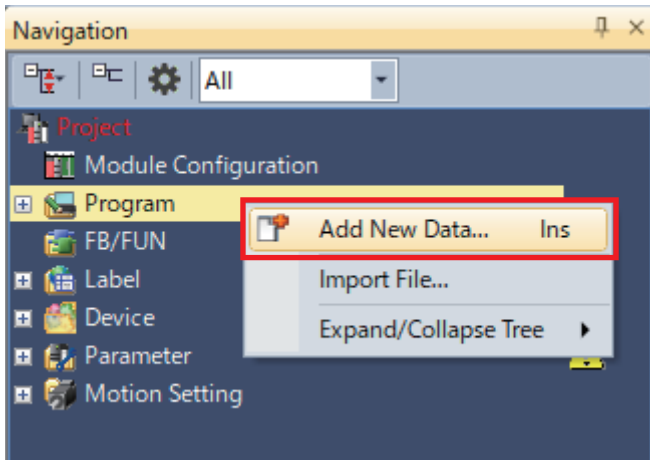 Navigation
All
Project
Module Configuration
Program
Add New Data... Ins
FB/FUN
Import File...
Label
Device
Expand/Collapse Tree
Parameter
Motion Setting